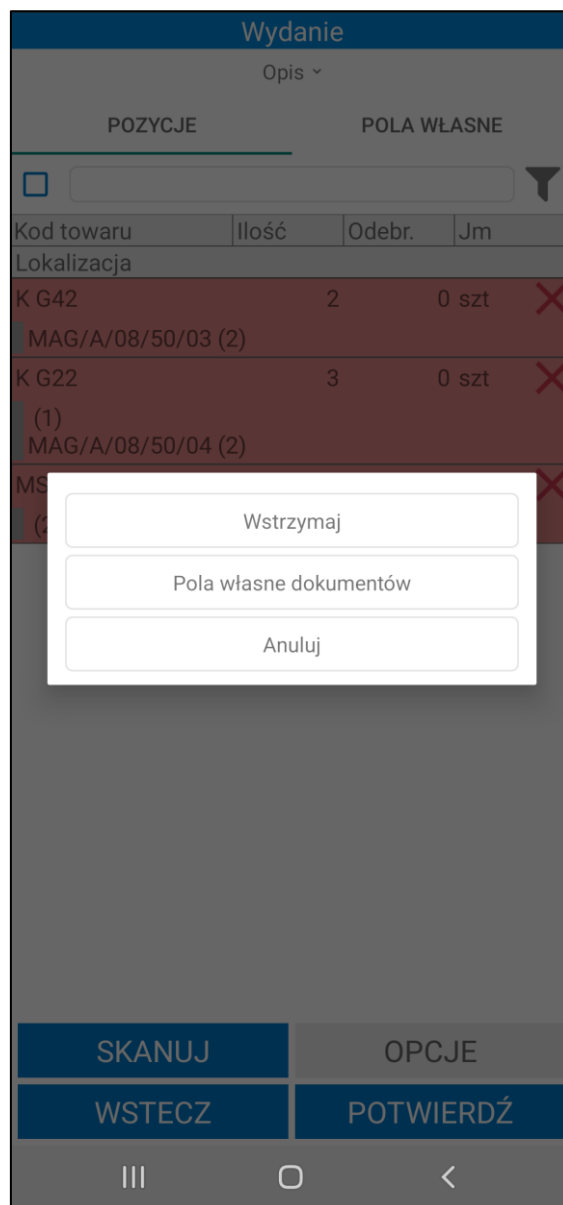 Wydanie
Opis
POZYCJE POLA WŁASNE
Kod towaru Ilość Odebr. Jm
Lokalizacja
K G42 2 0 szt
MAG/A/08/50/03 (2)
K G22 3 0 szt
(1)
MAG/A/08/50/04 (2)
MS
Wstrzymaj
Pola własne dokumentów
Anuluj
SKANUJ OPCJE
WSTECZ POTWIERDŹ